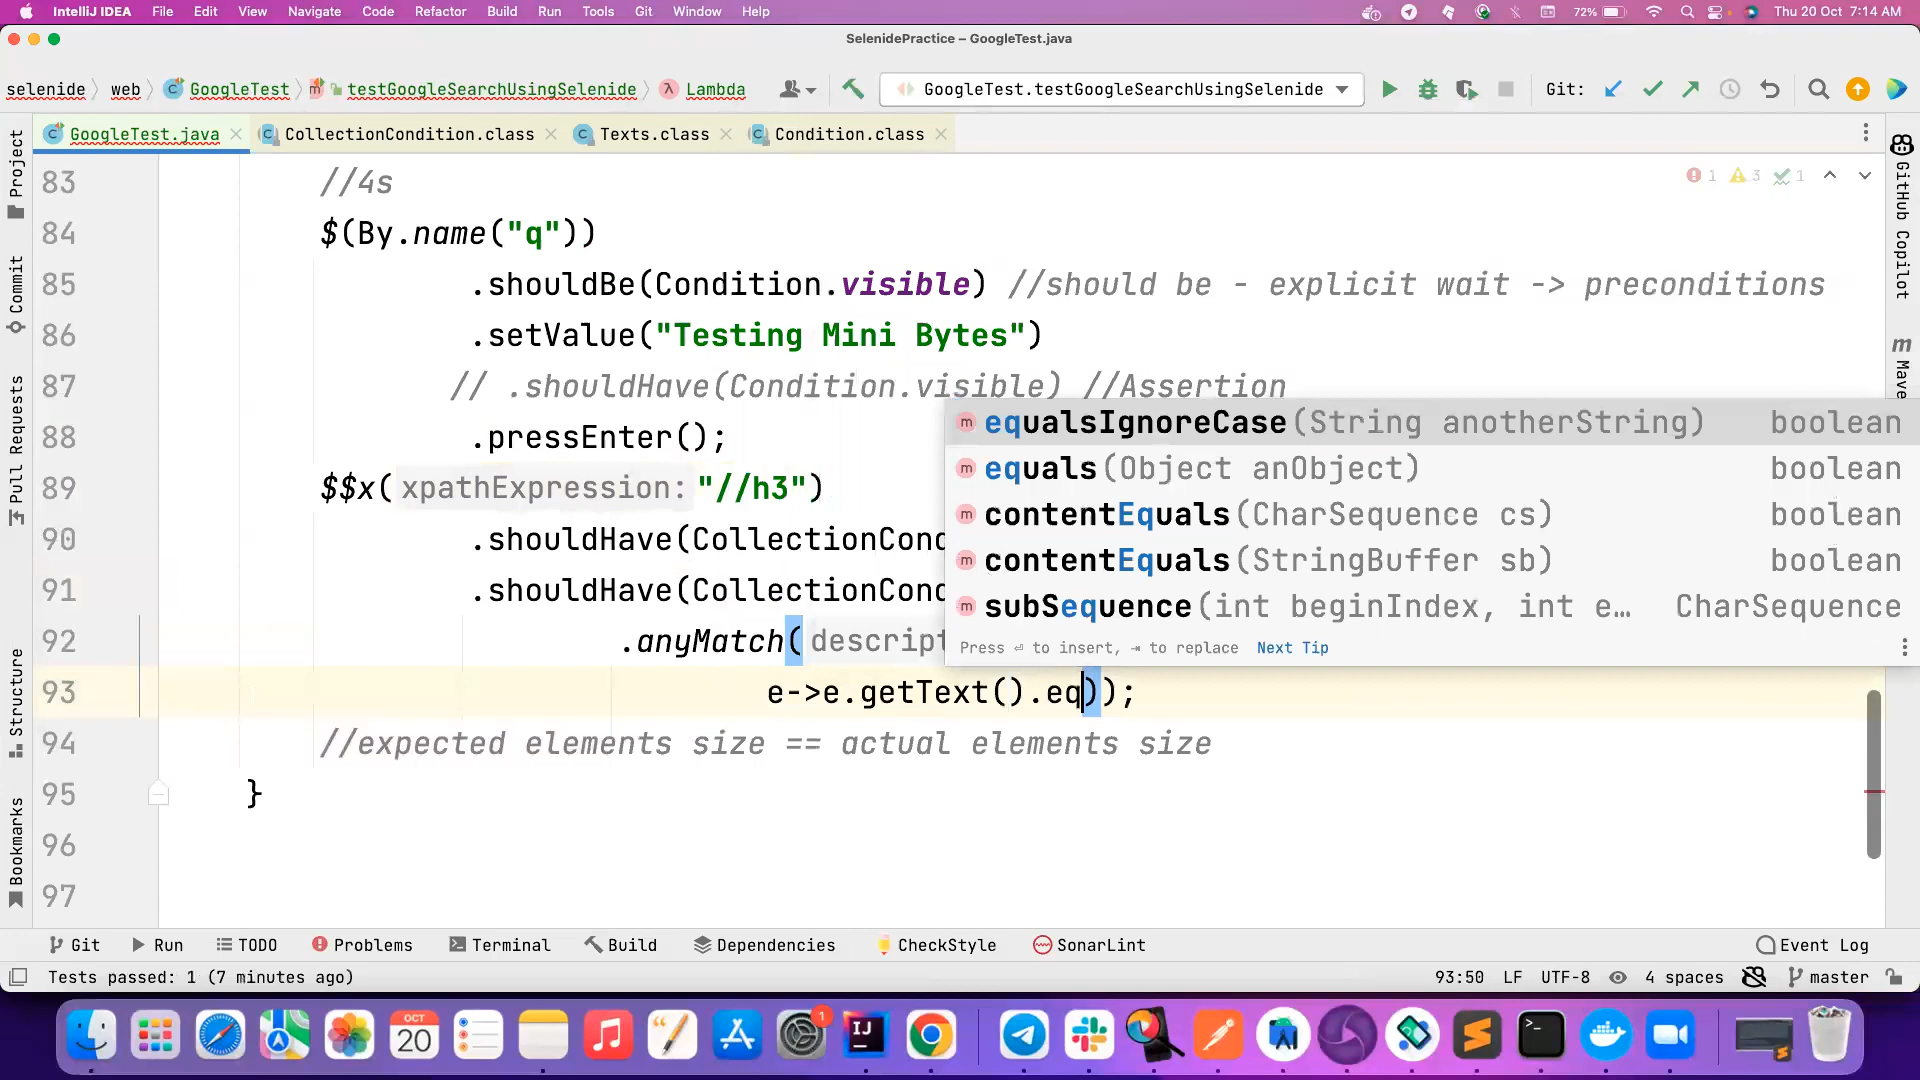 IntelliJ IDEA File Edit View Navigate Code Refactor Build Run Tools Git Window Help 72% Thu 20 Oct 7:14 AM
SelenidePractice – GoogleTest.java
selenide web GoogleTest testGoogleSearchUsingSelenide Lambda GoogleTest.testGoogleSearchUsingSelenide Git:
GoogleTest.java CollectionCondition.class Texts.class Condition.class
Project
Commit
Pull Requests
Structure
Bookmarks
GitHub Copilot
Mave
1 3 1
83 //4s
84 $(By.name("q"))
85 .shouldBe(Condition.visible) //should be - explicit wait -> preconditions
86 .setValue("Testing Mini Bytes")
87 // .shouldHave(Condition.visible) //Assertion
88 .pressEnter();
89 $$x( xpathExpression: "//h3")
90 .shouldHave(CollectionCond
91 .shouldHave(CollectionCond
92 .anyMatch( descript
93 e->e.getText().eq));
94 //expected elements size == actual elements size
95 }
96
97
equalsIgnoreCase(String anotherString) boolean
equals(Object anObject) boolean
contentEquals(CharSequence cs) boolean
contentEquals(StringBuffer sb) boolean
subSequence(int beginIndex, int e… CharSequence
Press ⏎ to insert, ⇥ to replace Next Tip
Git Run TODO Problems Terminal Build Dependencies CheckStyle SonarLint Event Log
Tests passed: 1 (7 minutes ago) 93:50 LF UTF-8 4 spaces master
OCT
20
1
IJ